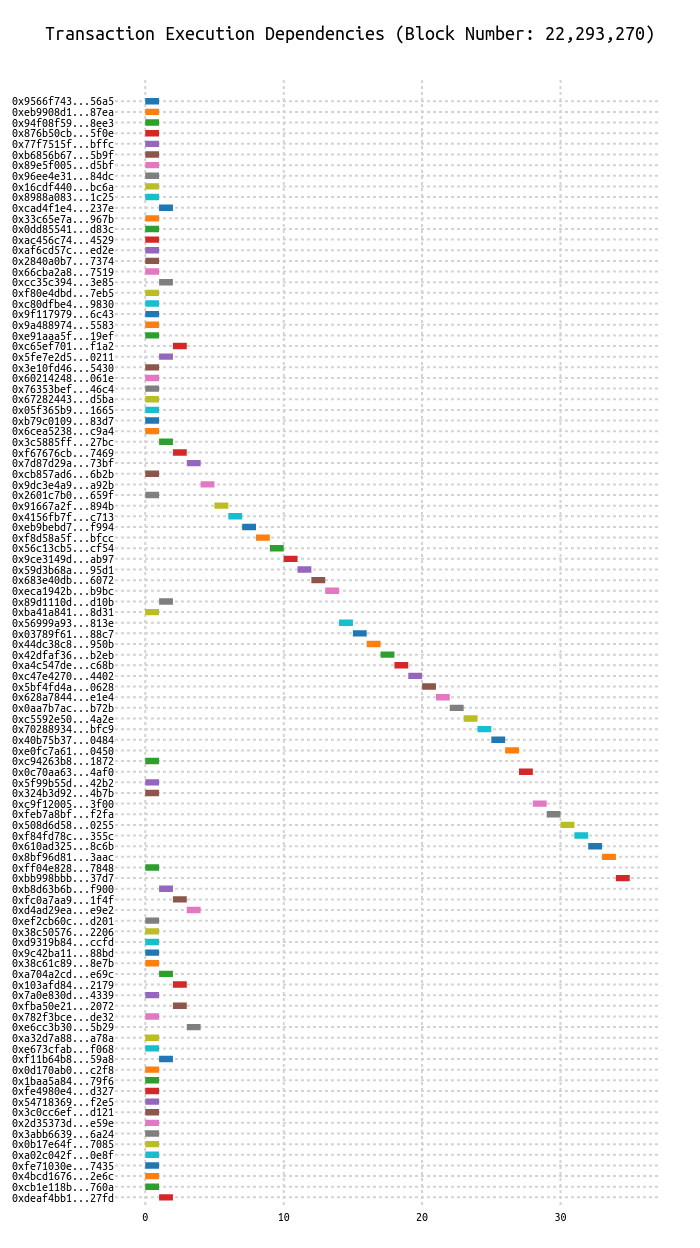 Transaction Execution Dependencies (Block Number: 22,293,270)
0x9566f743...56a5
0xeb9908d1...87ea
0x94f08f59...8ee3
0x876b50cb...5f0e
0x77f7515f...bffc
0xb6856b67...5b9f
0x89e5f005...d5bf
0x96ee4e31...84dc
0x16cdf440...bc6a
0x8988a083...1c25
0xcad4f1e4...237e
0x33c65e7a...967b
0x0dd85541...d83c
0xac456c74...4529
0xaf6cd57c...ed2e
0x2840a0b7...7374
0x66cba2a8...7519
0xcc35c394...3e85
0xf80e4dbd...7eb5
0xc80dfbe4...9830
0x9f117979...6c43
0x9a488974...5583
0xe91aaa5f...19ef
0xc65ef701...f1a2
0x5fe7e2d5...0211
0x3e10fd46...5430
0x60214248...061e
0x76353bef...46c4
0x67282443...d5ba
0x05f365b9...1665
0xb79c0109...83d7
0x6cea5238...c9a4
0x3c5885ff...27bc
0xf67676cb...7469
0x7d87d29a...73bf
0xcb857ad6...6b2b
0x9dc3e4a9...a92b
0x2601c7b0...659f
0x91667a2f...894b
0x4156fb7f...c713
0xeb9bebd7...f994
0xf8d58a5f...bfcc
0x56c13cb5...cf54
0x9ce3149d...ab97
0x59d3b68a...95d1
0x683e40db...6072
0xeca1942b...b9bc
0x89d1110d...d10b
0xba41a841...8d31
0x56999a93...813e
0x03789f61...88c7
0x44dc38c8...950b
0x42dfaf36...b2eb
0xa4c547de...c68b
0xc47e4270...4402
0x5bf4fd4a...0628
0x628a7844...e1e4
0x0aa7b7ac...b72b
0xc5592e50...4a2e
0x70288934...bfc9
0x40b75b37...0484
0xe0fc7a61...0450
0xc94263b8...1872
0x0c70aa63...4af0
0x5f99b55d...42b2
0x324b3d92...4b7b
0xc9f12005...3f00
0xfeb7a8bf...f2fa
0x508d6d58...0255
0xf84fd78c...355c
0x610ad325...8c6b
0x8bf96d81...3aac
0xff04e828...7848
0xbb998bbb...37d7
0xb8d63b6b...f900
0xfc0a7aa9...1f4f
0xd4ad29ea...e9e2
0xef2cb60c...d201
0x38c50576...2206
0xd9319b84...ccfd
0x9c42ba11...88bd
0x38c61c89...8e7b
0xa704a2cd...e69c
0x103afd84...2179
0x7a0e830d...4339
0xfba50e21...2072
0x782f3bce...de32
0xe6cc3b30...5b29
0xa32d7a88...a78a
0xe673cfab...f068
0xf11b64b8...59a8
0x0d170ab0...c2f8
0x1baa5a84...79f6
0xfe4980e4...d327
0x54718369...f2e5
0x3c0cc6ef...d121
0x2d35373d...e59e
0x3abb6639...6a24
0x0b17e64f...7085
0xa02c042f...0e8f
0xfe71030e...7435
0x4bcd1676...2e6c
0xcb1e118b...760a
0xdeaf4bb1...27fd
0 10 20 30